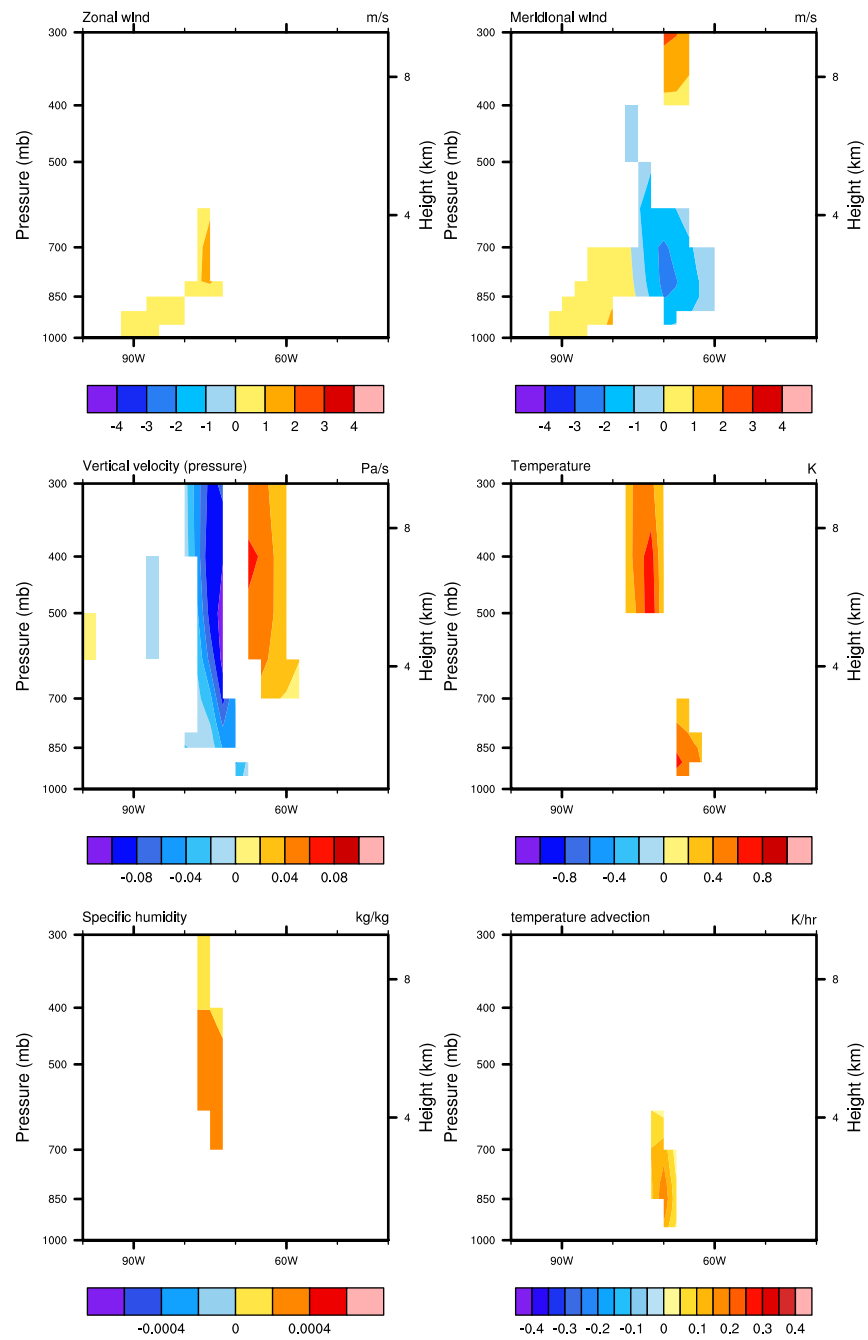 Zonal wind m/s
300
400
500
700
850
1000
Pressure (mb)
8
4
Height (km)
90W 60W
-4 -3 -2 -1 0 1 2 3 4
Meridional wind m/s
300
400
500
700
850
1000
Pressure (mb)
8
4
Height (km)
90W 60W
-4 -3 -2 -1 0 1 2 3 4
Vertical velocity (pressure) Pa/s
300
400
500
700
850
1000
Pressure (mb)
8
4
Height (km)
90W 60W
-0.08 -0.04 0 0.04 0.08
Temperature K
300
400
500
700
850
1000
Pressure (mb)
8
4
Height (km)
90W 60W
-0.8 -0.4 0 0.4 0.8
Specific humidity kg/kg
300
400
500
700
850
1000
Pressure (mb)
8
4
Height (km)
90W 60W
-0.0004 0 0.0004
temperature advection K/hr
300
400
500
700
850
1000
Pressure (mb)
8
4
Height (km)
90W 60W
-0.4 -0.3 -0.2 -0.1 0 0.1 0.2 0.3 0.4